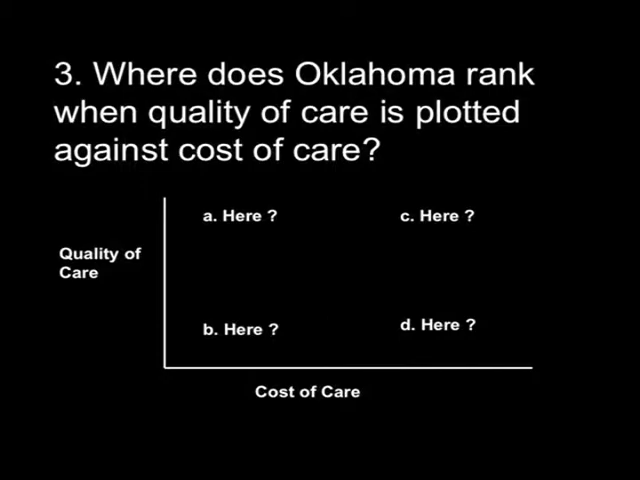 3. Where does Oklahoma rank
when quality of care is plotted
against cost of care?
a. Here ?
c. Here ?
Quality of
Care
b. Here ?
d. Here ?
Cost of Care